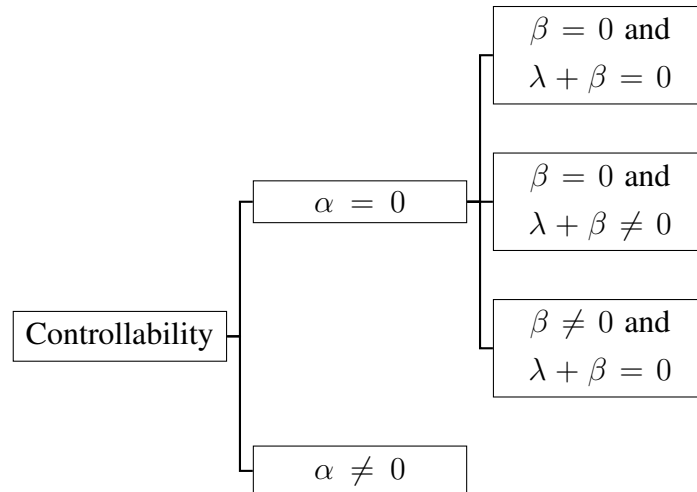 β = 0 and
λ + β = 0
β = 0 and
λ + β ≠ 0
α = 0
Controllability
β ≠ 0 and
λ + β = 0
α ≠ 0